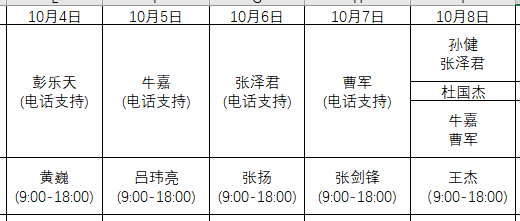 10月4日 10月5日 10月6日 10月7日 10月8日
彭乐天
(电话支持)
牛嘉
(电话支持)
张泽君
(电话支持)
曹军
(电话支持)
孙健
张泽君
杜国杰
牛嘉
曹军
黄巍
(9:00-18:00)
吕玮亮
(9:00-18:00)
张扬
(9:00-18:00)
张剑锋
(9:00-18:00)
王杰
(9:00-18:00)